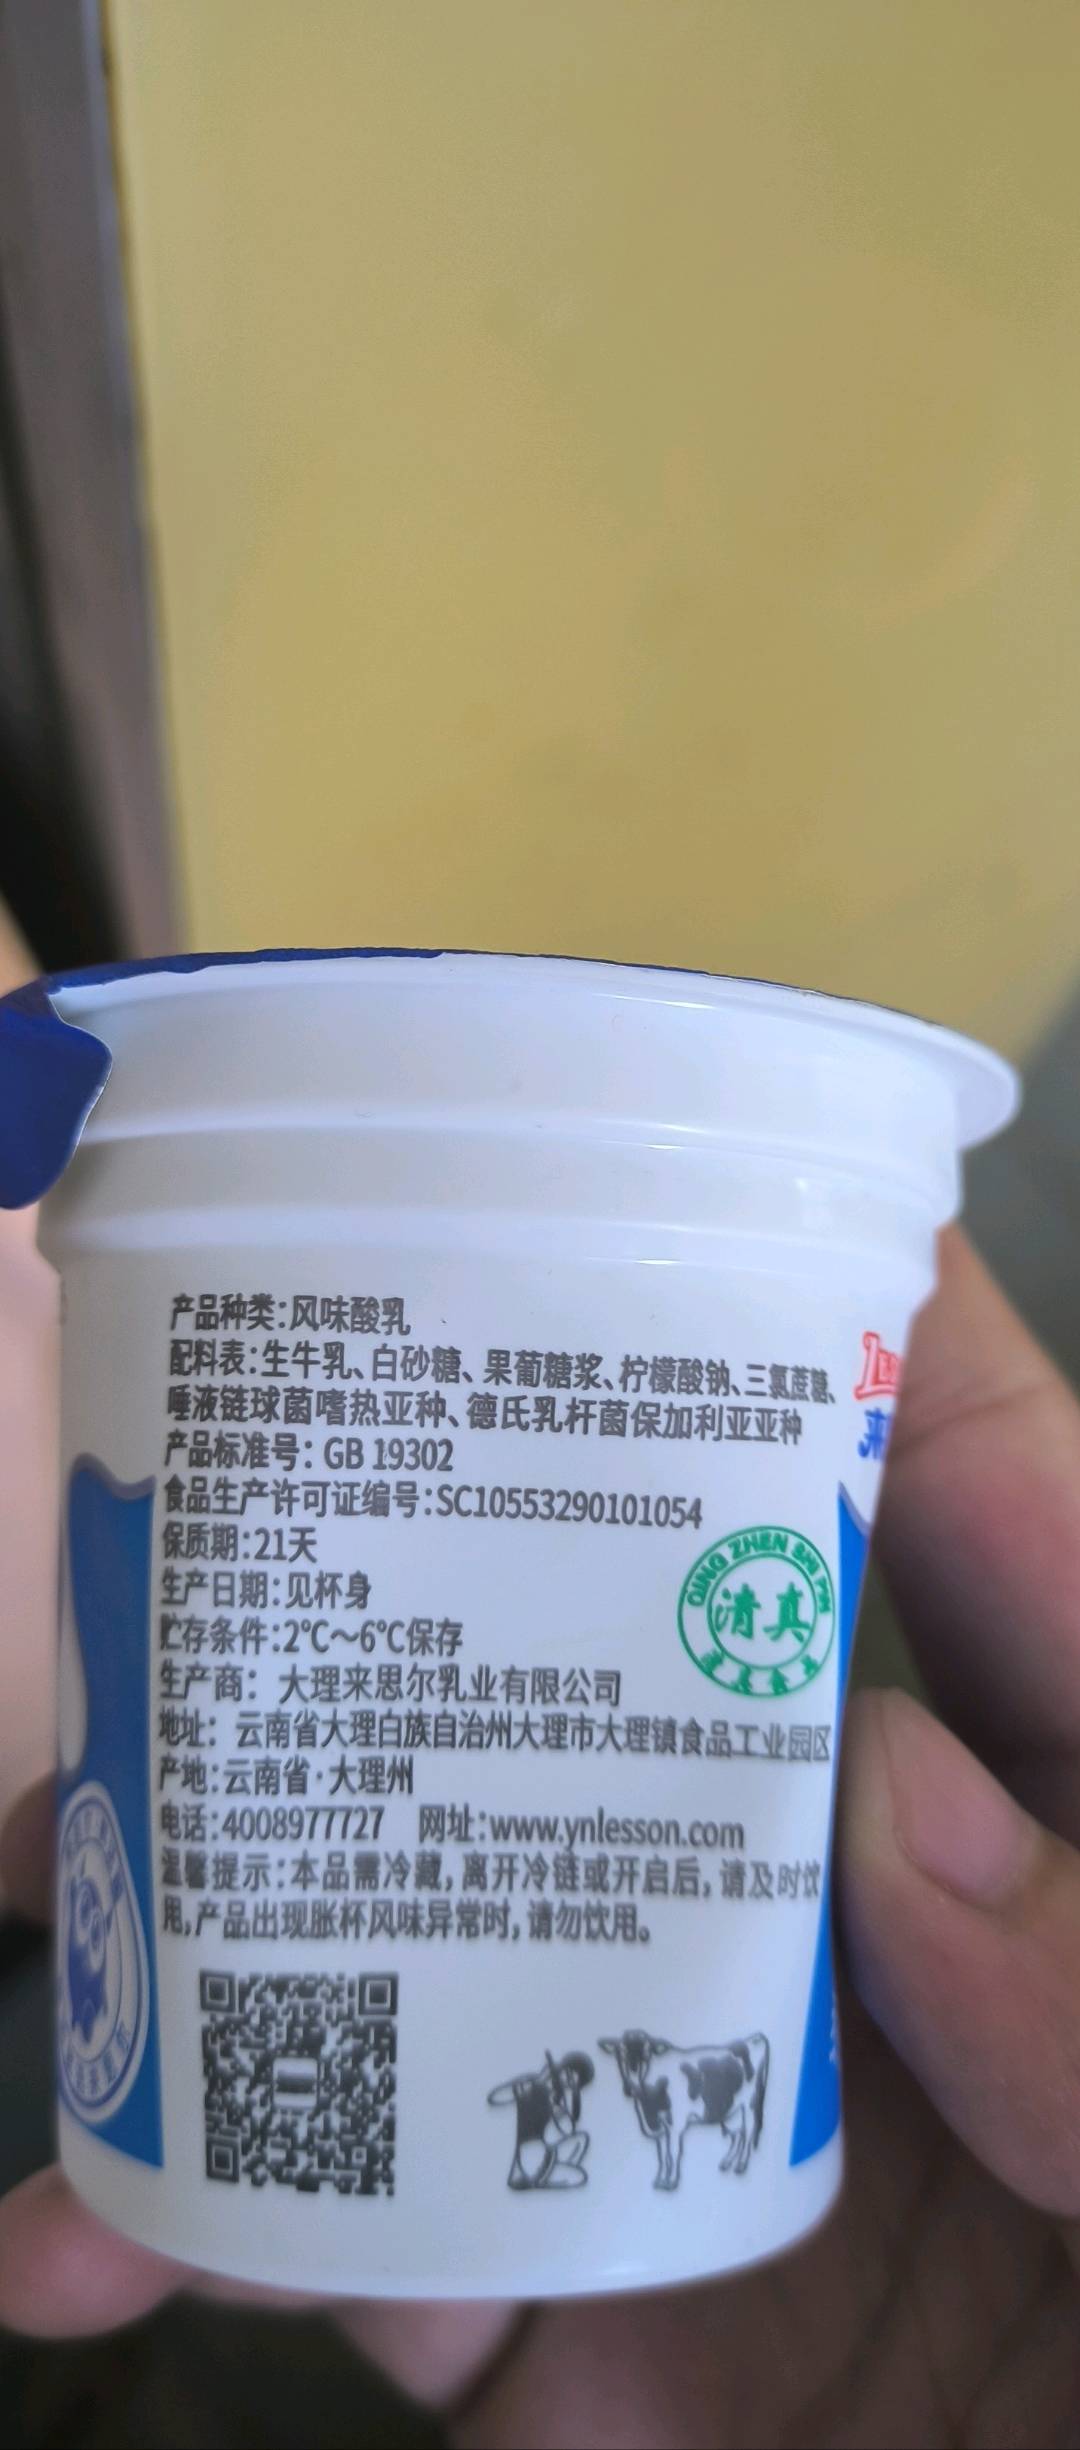 产品种类:风味酸乳
配料表:生牛乳、白砂糖、果葡糖浆、柠檬酸钠、三氯蔗糖、
唾液链球菌嗜热亚种、德氏乳杆菌保加利亚亚种
产品标准号: GB 19302
食品生产许可证编号:SC10553290101054
保质期:21天
生产日期:见杯身
贮存条件:2℃～6℃保存
生产商: 大理来思尔乳业有限公司
地址: 云南省大理白族自治州大理市大理镇食品工业园区
产地:云南省·大理州
电话:4008977727 网址:www.ynlesson.com
温馨提示:本品需冷藏,离开冷链或开启后,请及时饮
用,产品出现胀杯风味异常时,请勿饮用。
QING ZHEN SHI PIN
清真
清真食品
来